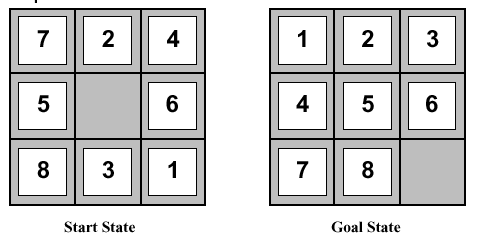 7 2 4
5 6
8 3 1
Start State
1 2 3
4 5 6
7 8
Goal State